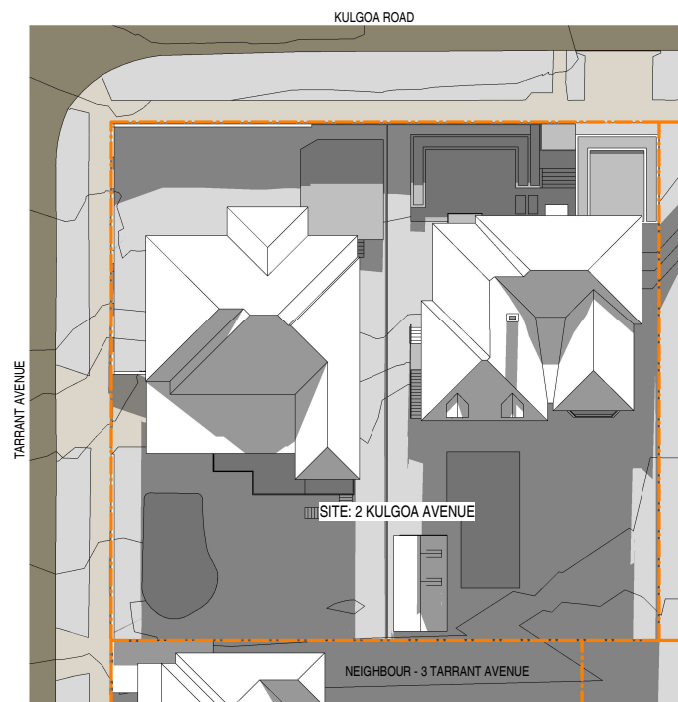 KULGOA ROAD
TARRANT AVENUE
SITE: 2 KULGOA AVENUE
NEIGHBOUR - 3 TARRANT AVENUE